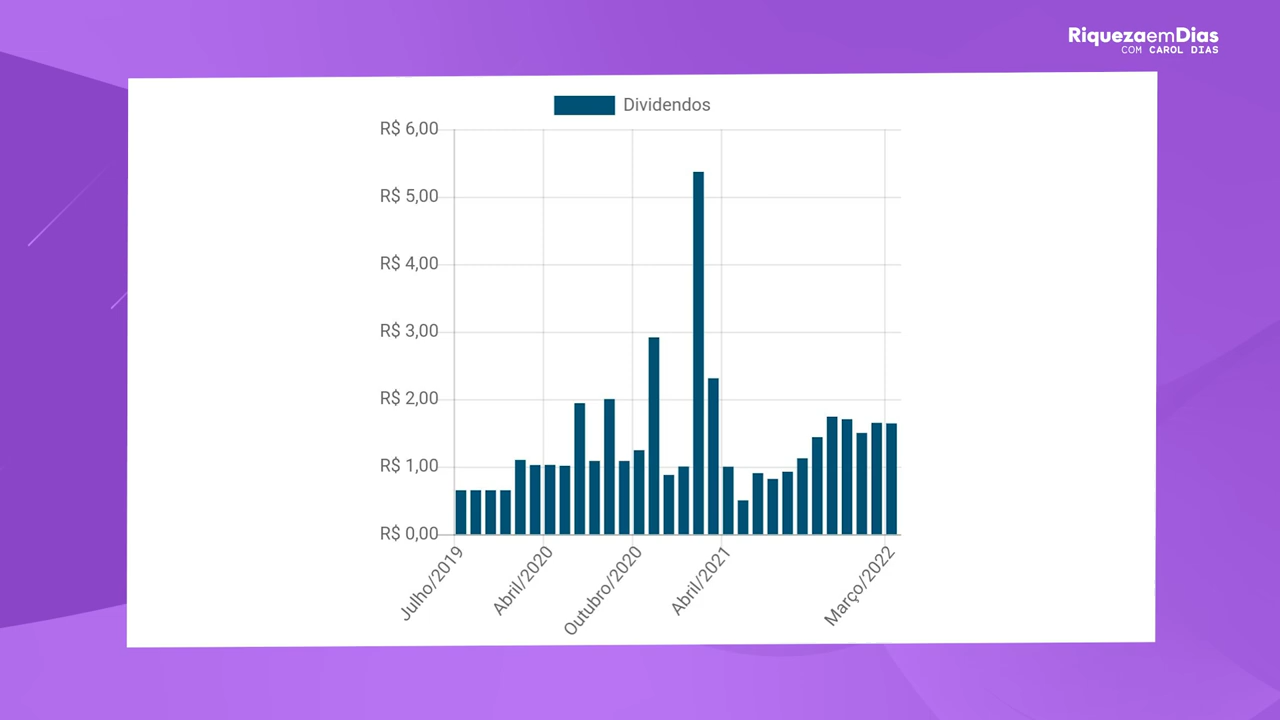 RiquezaemDias
COM CAROL DIAS
Dividendos
R$ 6,00
R$ 5,00
R$ 4,00
R$ 3,00
R$ 2,00
R$ 1,00
R$ 0,00
Julho/2019
Abril/2020
Outubro/2020
Abril/2021
Março/2022